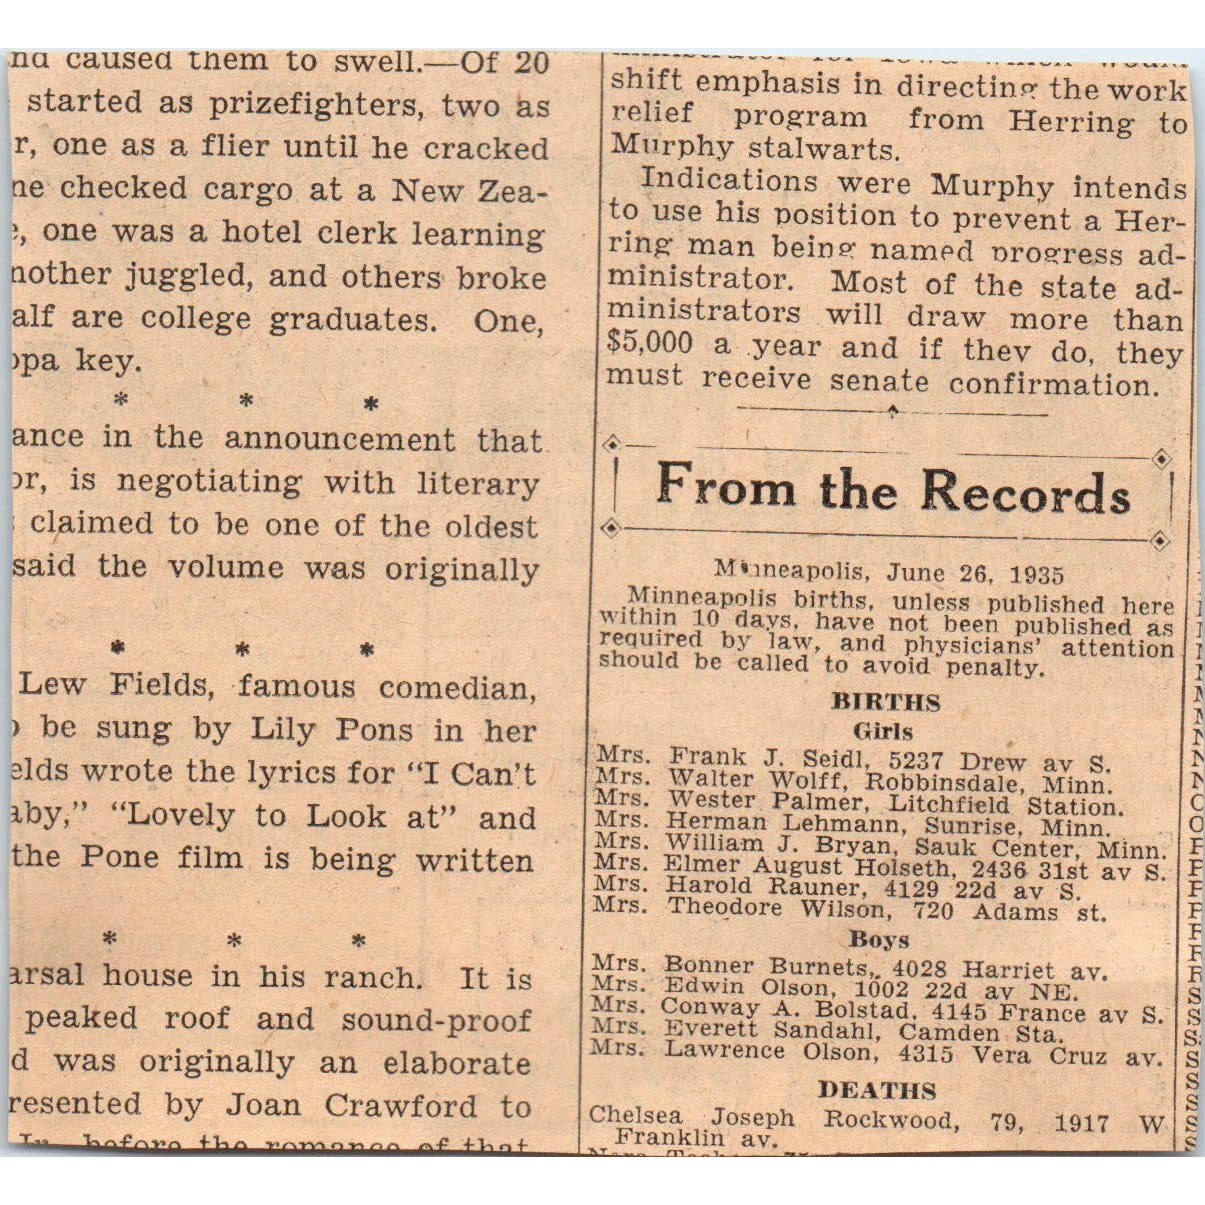 nd caused them to swell.—Of 20
started as prizefighters, two as
r, one as a flier until he cracked
ne checked cargo at a New Zea-
e, one was a hotel clerk learning
nother juggled, and others broke
alf are college graduates. One,
ppa key.
* * *
ance in the announcement that
or, is negotiating with literary
claimed to be one of the oldest
said the volume was originally
* * *
Lew Fields, famous comedian,
o be sung by Lily Pons in her
elds wrote the lyrics for "I Can't
aby," "Lovely to Look at" and
the Pone film is being written
* * *
arsal house in his ranch. It is
peaked roof and sound-proof
d was originally an elaborate
resented by Joan Crawford to
Jr. before the romance of that
ministrator for Iowa which would
shift emphasis in directing the work
relief program from Herring to
Murphy stalwarts.
Indications were Murphy intends
to use his position to prevent a Her-
ring man being named progress ad-
ministrator. Most of the state ad-
ministrators will draw more than
$5,000 a year and if they do, they
must receive senate confirmation.
From the Records
Minneapolis, June 26, 1935
Minneapolis births, unless published here
within 10 days, have not been published as
required by law, and physicians' attention
should be called to avoid penalty.
BIRTHS
Girls
Mrs. Frank J. Seidl, 5237 Drew av S.
Mrs. Walter Wolff, Robbinsdale, Minn.
Mrs. Wester Palmer, Litchfield Station.
Mrs. Herman Lehmann, Sunrise, Minn.
Mrs. William J. Bryan, Sauk Center, Minn.
Mrs. Elmer August Holseth, 2436 31st av S.
Mrs. Harold Rauner, 4129 22d av S.
Mrs. Theodore Wilson, 720 Adams st.
Boys
Mrs. Bonner Burnets, 4028 Harriet av.
Mrs. Edwin Olson, 1002 22d av NE.
Mrs. Conway A. Bolstad, 4145 France av S.
Mrs. Everett Sandahl, Camden Sta.
Mrs. Lawrence Olson, 4315 Vera Cruz av.
DEATHS
Chelsea Joseph Rockwood, 79, 1917 W
Franklin av.